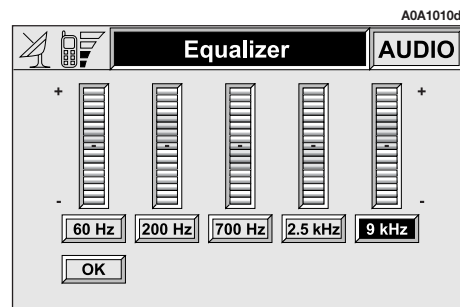 A0A1010d
Equalizer AUDIO
+ +
- - - - -
- -
60 Hz 200 Hz 700 Hz 2.5 kHz 9 kHz
OK